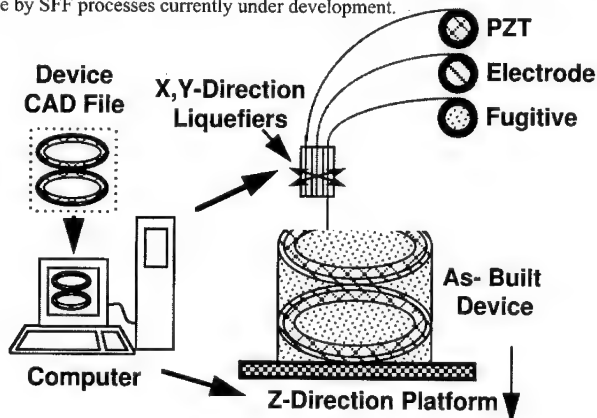 e by SFF processes currently under development.
PZT
Electrode
Fugitive
Device
CAD File
X,Y-Direction
Liquefiers
As- Built
Device
Computer
Z-Direction Platform